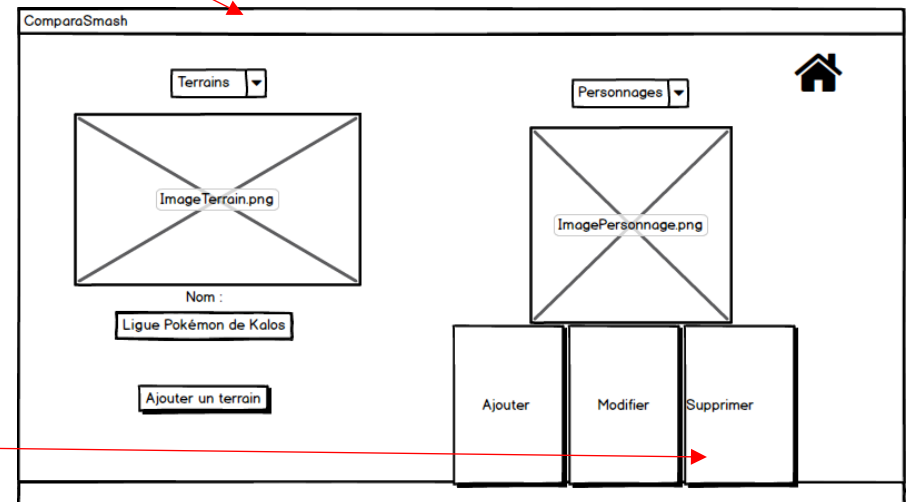 ComparaSmash
Terrains
Personnages
ImageTerrain.png
ImagePersonnage.png
Nom :
Ligue Pokémon de Kalos
Ajouter un terrain
Ajouter
Modifier
Supprimer